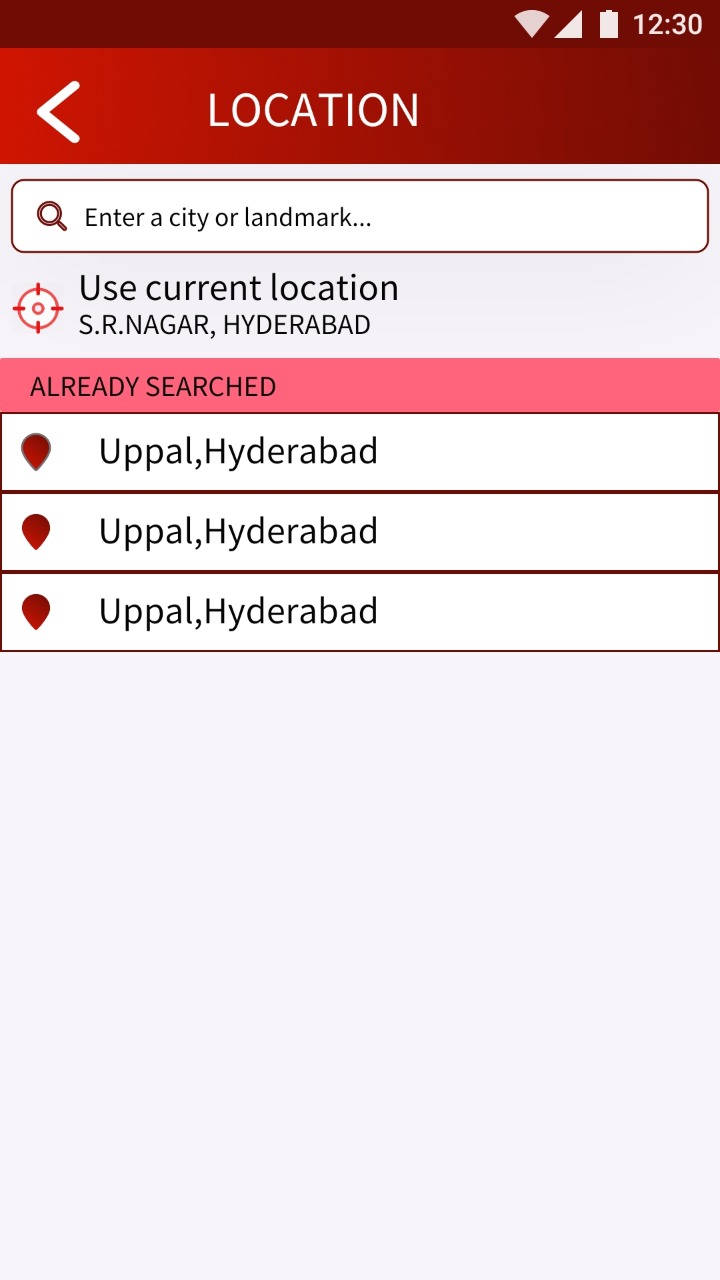 12:30
LOCATION
Enter a city or landmark...
Use current location
S.R.NAGAR, HYDERABAD
ALREADY SEARCHED
Uppal,Hyderabad
Uppal,Hyderabad
Uppal,Hyderabad